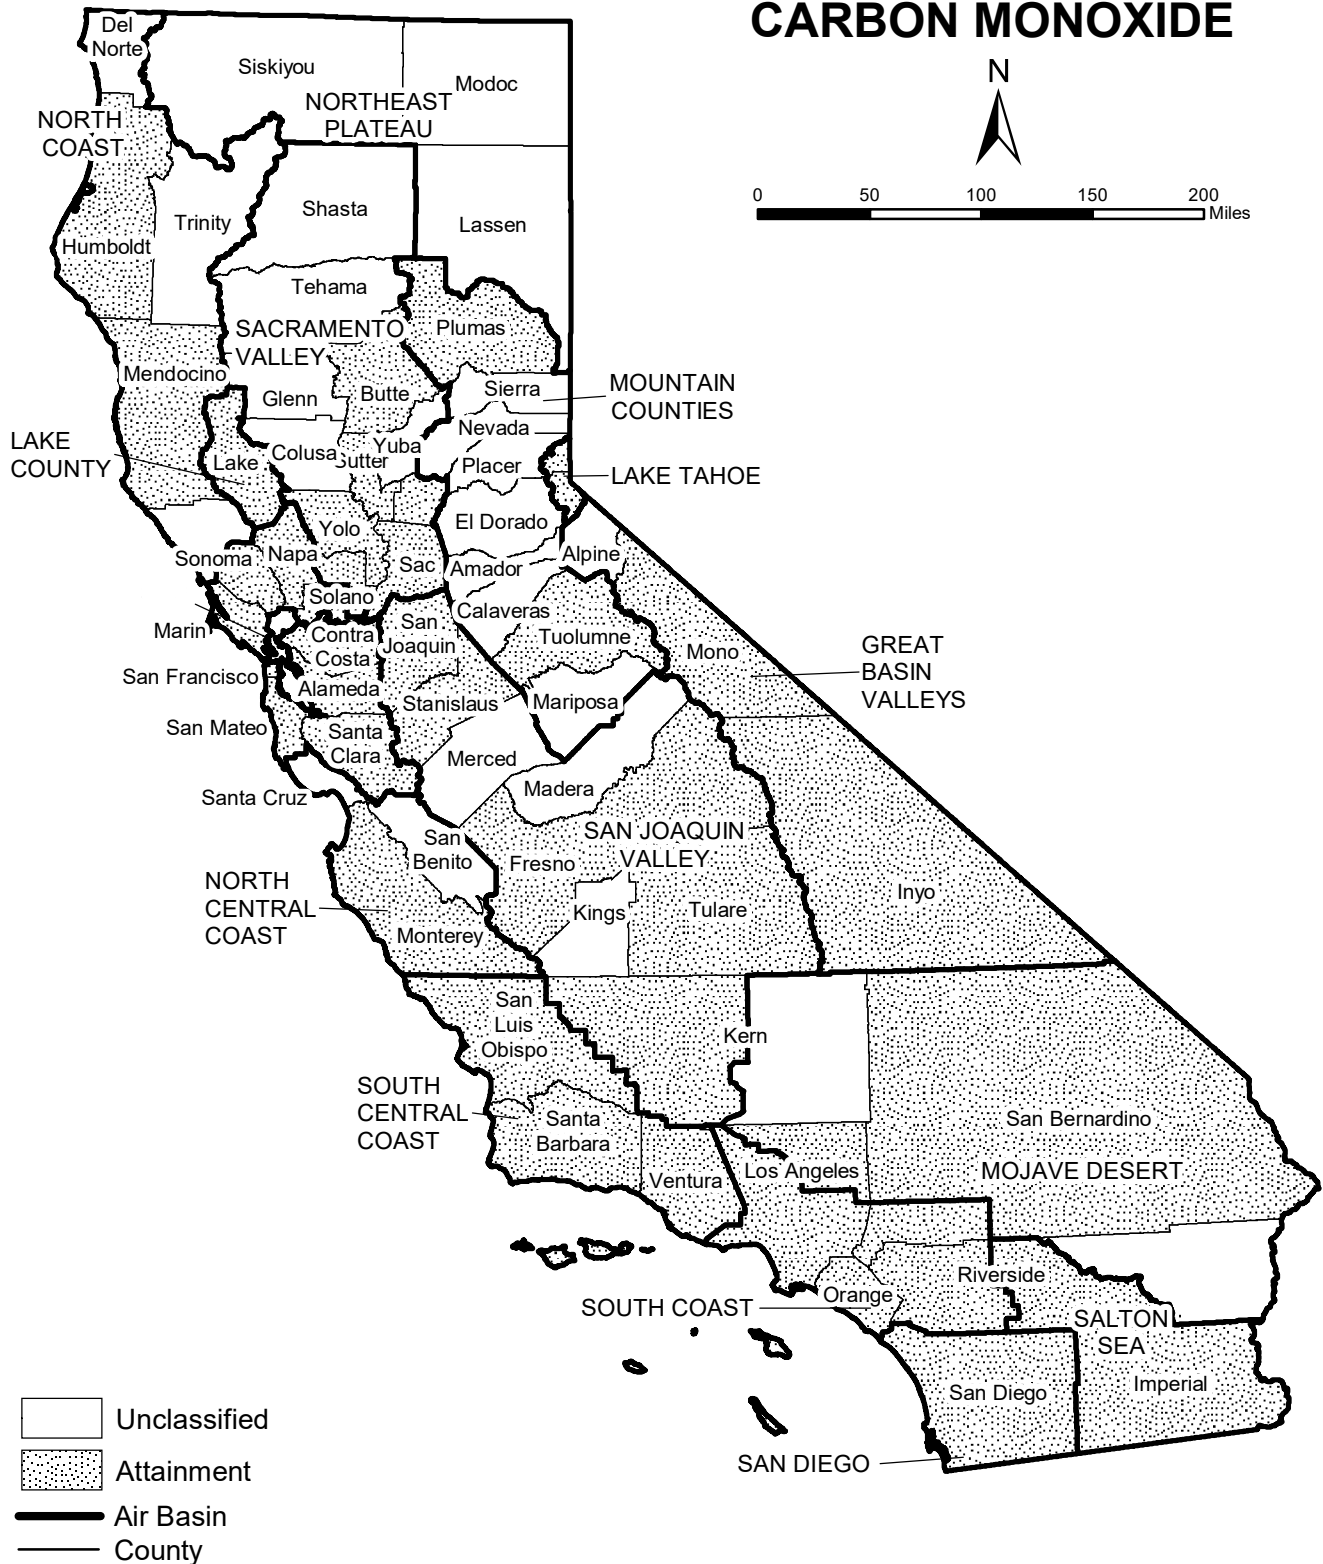 CARBON MONOXIDE
N
0 50 100 150 200
Miles
Del
Norte
Siskiyou
Modoc
NORTHEAST
PLATEAU
NORTH
COAST
Trinity
Shasta
Lassen
Humboldt
Tehama
SACRAMENTO
VALLEY
Plumas
Mendocino
Glenn
Butte
Sierra
MOUNTAIN
COUNTIES
Nevada
LAKE
COUNTY
Lake
Colusa
Sutter
Yuba
Placer
LAKE TAHOE
El Dorado
Yolo
Sonoma
Napa
Sac
Amador
Alpine
Solano
Calaveras
Marin
Contra
Costa
San
Joaquin
Tuolumne
Mono
GREAT
BASIN
VALLEYS
San Francisco
Alameda
Stanislaus
Mariposa
San Mateo
Santa
Clara
Merced
Santa Cruz
Madera
San
Benito
Fresno
SAN JOAQUIN
VALLEY
NORTH
CENTRAL
COAST
Kings
Tulare
Inyo
Monterey
San
Luis
Obispo
Kern
SOUTH
CENTRAL
COAST
Santa
Barbara
San Bernardino
Ventura
Los Angeles
MOJAVE DESERT
Riverside
Orange
SOUTH COAST
SALTON
SEA
San Diego
Imperial
SAN DIEGO
Unclassified
Attainment
Air Basin
County